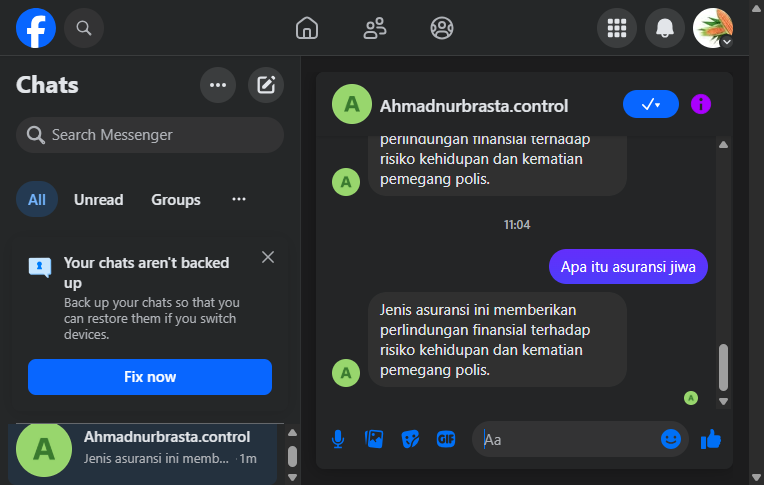 Chats
Search Messenger
All
Unread
Groups
Your chats aren't backed
up
Back up your chats so that you
can restore them if you switch
devices.
Fix now
A
Ahmadnurbrasta.control
Jenis asuransi ini memb... · 1m
A
Ahmadnurbrasta.control
perlindungan finansial terhadap
risiko kehidupan dan kematian
pemegang polis.
A
11:04
Apa itu asuransi jiwa
Jenis asuransi ini memberikan
perlindungan finansial terhadap
risiko kehidupan dan kematian
pemegang polis.
A
A
GIF
Aa